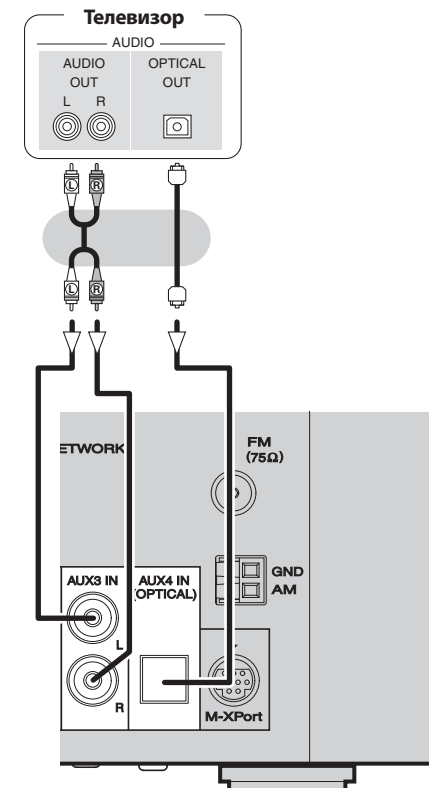 Телевизор
AUDIO
AUDIO
OUT
OPTICAL
OUT
L R
L R
L R
ETWORK
FM
(75Ω)
GND
AM
AUX3 IN
AUX4 IN
(OPTICAL)
L
R
M-XPort